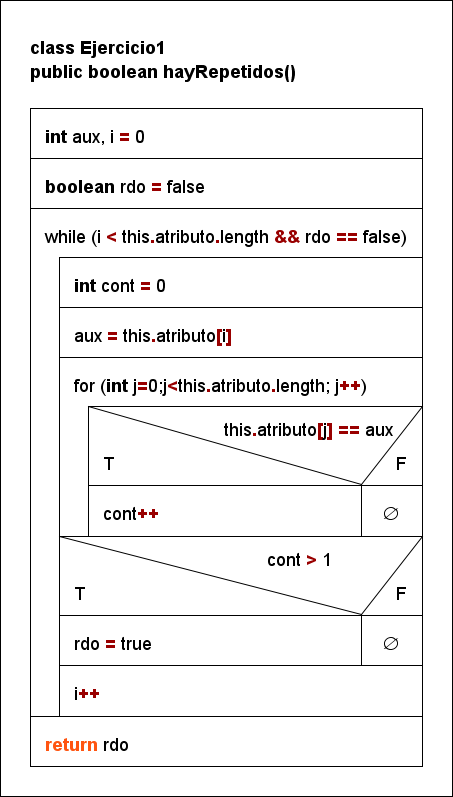 class Ejercicio1
public boolean hayRepetidos()
int aux, i = 0
boolean rdo = false
while (i < this.atributo.length && rdo == false)
int cont = 0
aux = this.atributo[i]
for (int j=0;j<this.atributo.length; j++)
this.atributo[j] == aux
T F
cont++ ∅
cont > 1
T F
rdo = true ∅
i++
return rdo